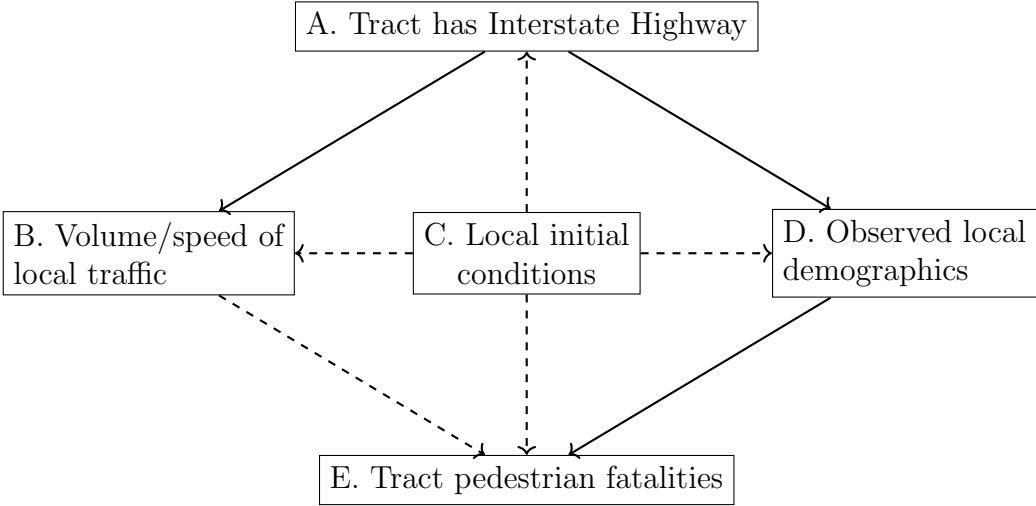 A. Tract has Interstate Highway
B. Volume/speed of
local traffic
C. Local initial
conditions
D. Observed local
demographics
E. Tract pedestrian fatalities